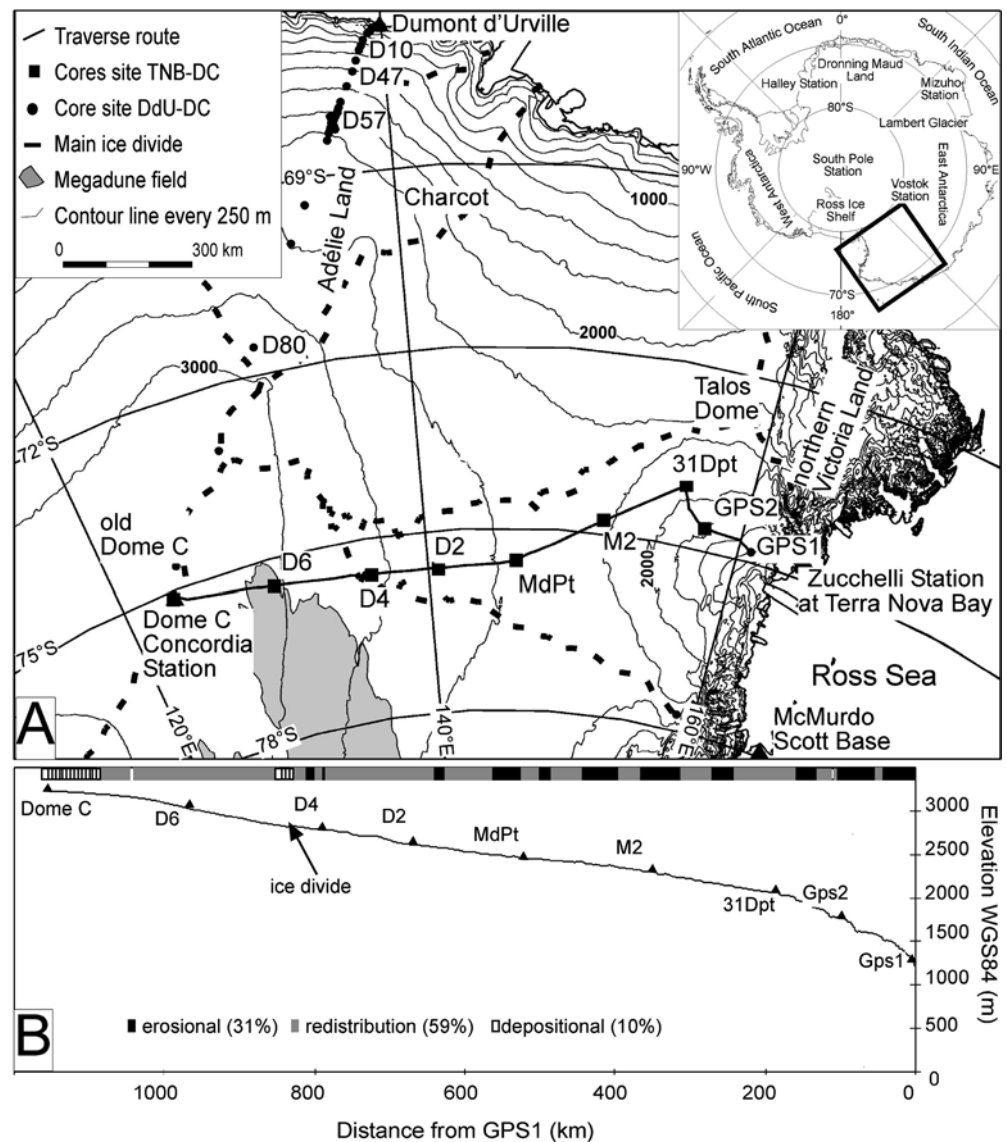 Traverse route
Cores site TNB-DC
Core site DdU-DC
Main ice divide
Megadune field
Contour line every 250 m
0 300 km
Dumont d'Urville
D10
D47
D57
69°S
Adélie Land
Charcot
1000
2000
D80
3000
72°S
Talos
Dome
northern
Victoria Land
31Dpt
GPS2
GPS1
M2
2000
old
Dome C
D6
D2
D4
MdPt
Zucchelli Station
at Terra Nova Bay
Dome C
Concordia
Station
75°S
Ross Sea
120°E
78°S
140°E
160°E
McMurdo
Scott Base
A
0°
South Atlantic Ocean
South Indian Ocean
Dronning Maud
Land
Halley Station
Mizuho
Station
80°S
Lambert Glacier
90°W
West Antarctica
South Pole
Station
East Antarctica
90°E
Vostok
Station
Ross Ice
Shelf
South Pacific Ocean
70°S
180°
Dome C
D6
D4
D2
MdPt
M2
31Dpt
Gps2
Gps1
ice divide
erosional (31%) redistribution (59%) depositional (10%)
B
3000
2500
2000
1500
1000
500
0
Elevation WGS84 (m)
1000 800 600 400 200 0
Distance from GPS1 (km)